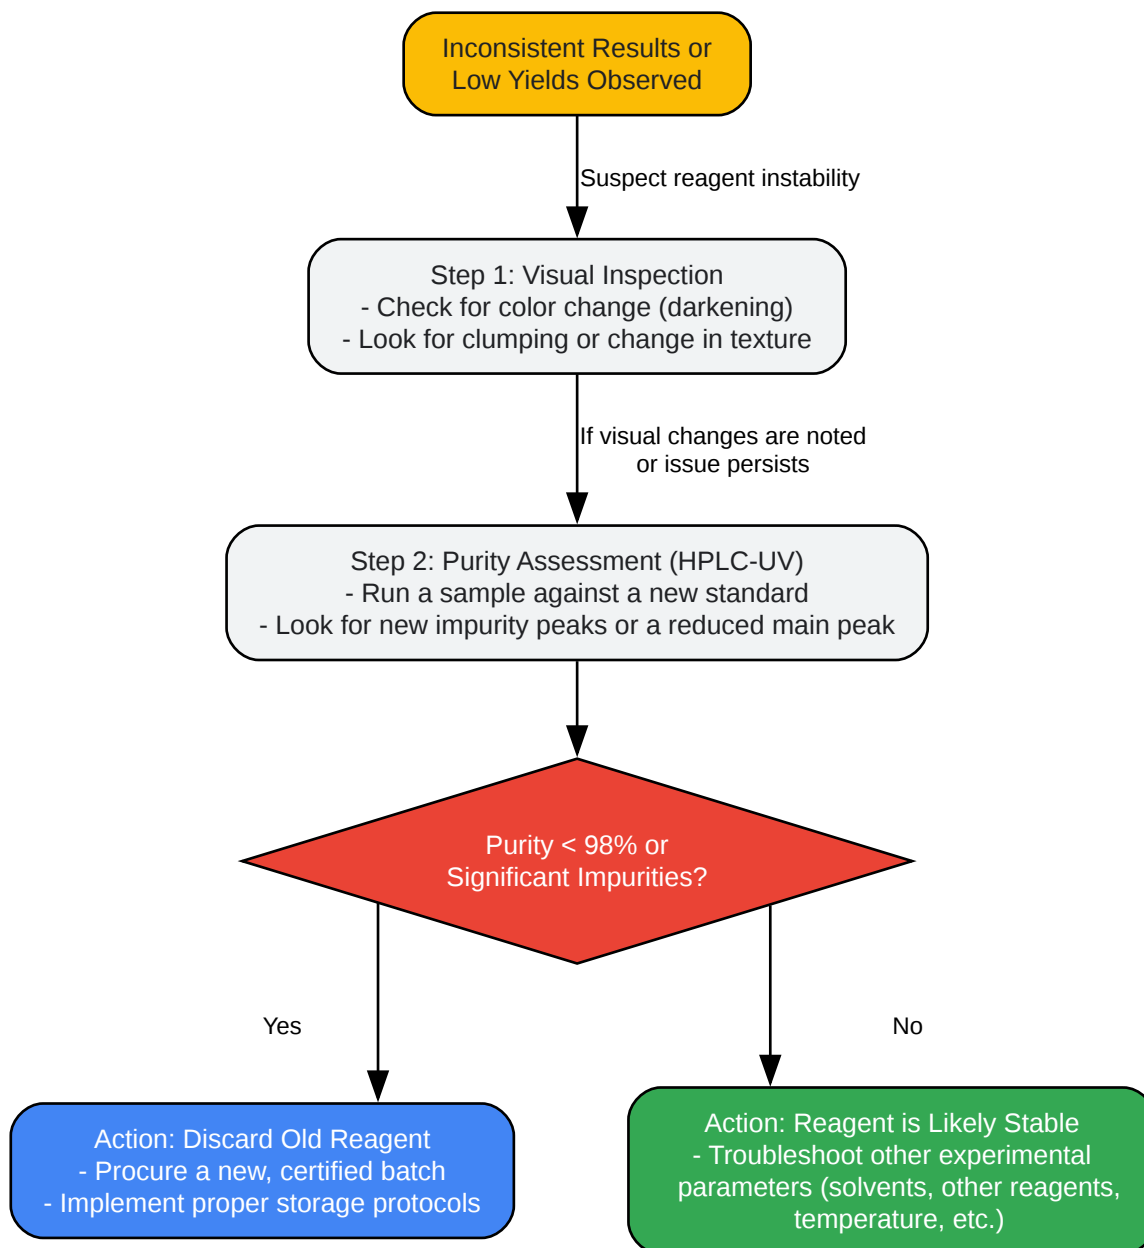 Inconsistent Results or
Low Yields Observed
Suspect reagent instability
Step 1: Visual Inspection
- Check for color change (darkening)
- Look for clumping or change in texture
If visual changes are noted
or issue persists
Step 2: Purity Assessment (HPLC-UV)
- Run a sample against a new standard
- Look for new impurity peaks or a reduced main peak
Purity < 98% or
Significant Impurities?
Yes
No
Action: Discard Old Reagent
- Procure a new, certified batch
- Implement proper storage protocols
Action: Reagent is Likely Stable
- Troubleshoot other experimental
parameters (solvents, other reagents,
temperature, etc.)